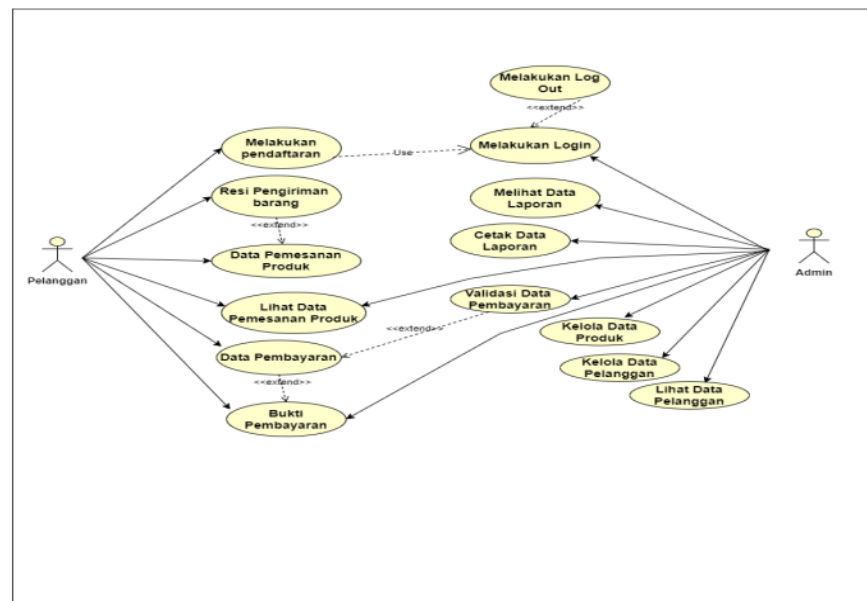 Melakukan Log
Out
<<extend>>
Melakukan
pendaftaran
Use
Melakukan Login
Resi Pengiriman
barang
<<extend>>
Melihat Data
Laporan
Cetak Data
Laporan
Pelanggan
Data Pemesanan
Produk
Admin
Lihat Data
Pemesanan Produk
Validasi Data
Pembayaran
<<extend>>
Kelola Data
Produk
Data Pembayaran
<<extend>>
Kelola Data
Pelanggan
Lihat Data
Pelanggan
Bukti
Pembayaran